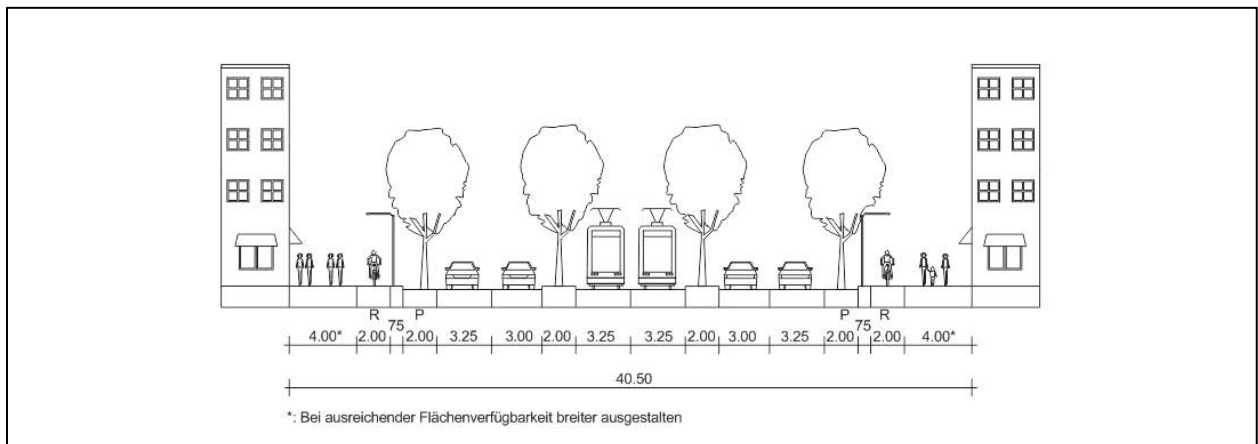 R P P R
75 75
4.00* 2.00 2.00 3.25 3.00 2.00 3.25 3.25 2.00 3.00 3.25 2.00 2.00 4.00*
40.50
*: Bei ausreichender Flächenverfügbarkeit breiter ausgestalten